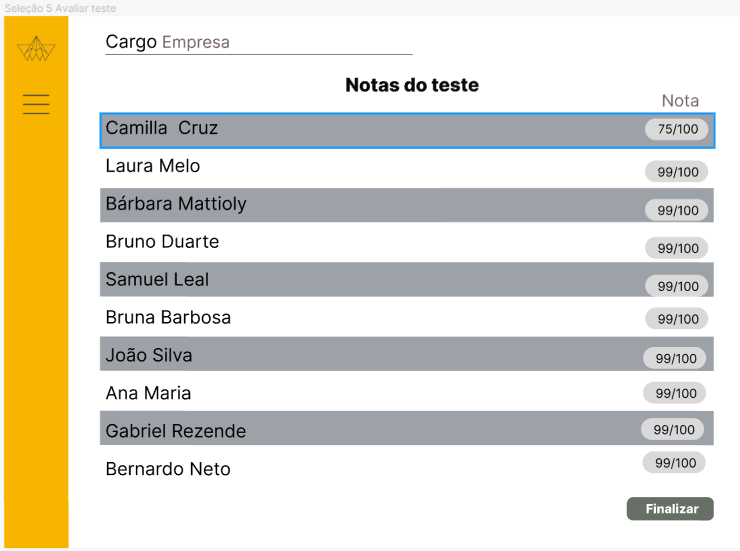 Seleção 5 Avaliar teste
Cargo Empresa
Notas do teste
Nota
Camilla Cruz 75/100
Laura Melo 99/100
Bárbara Mattioly 99/100
Bruno Duarte 99/100
Samuel Leal 99/100
Bruna Barbosa 99/100
João Silva 99/100
Ana Maria 99/100
Gabriel Rezende 99/100
Bernardo Neto 99/100
Finalizar